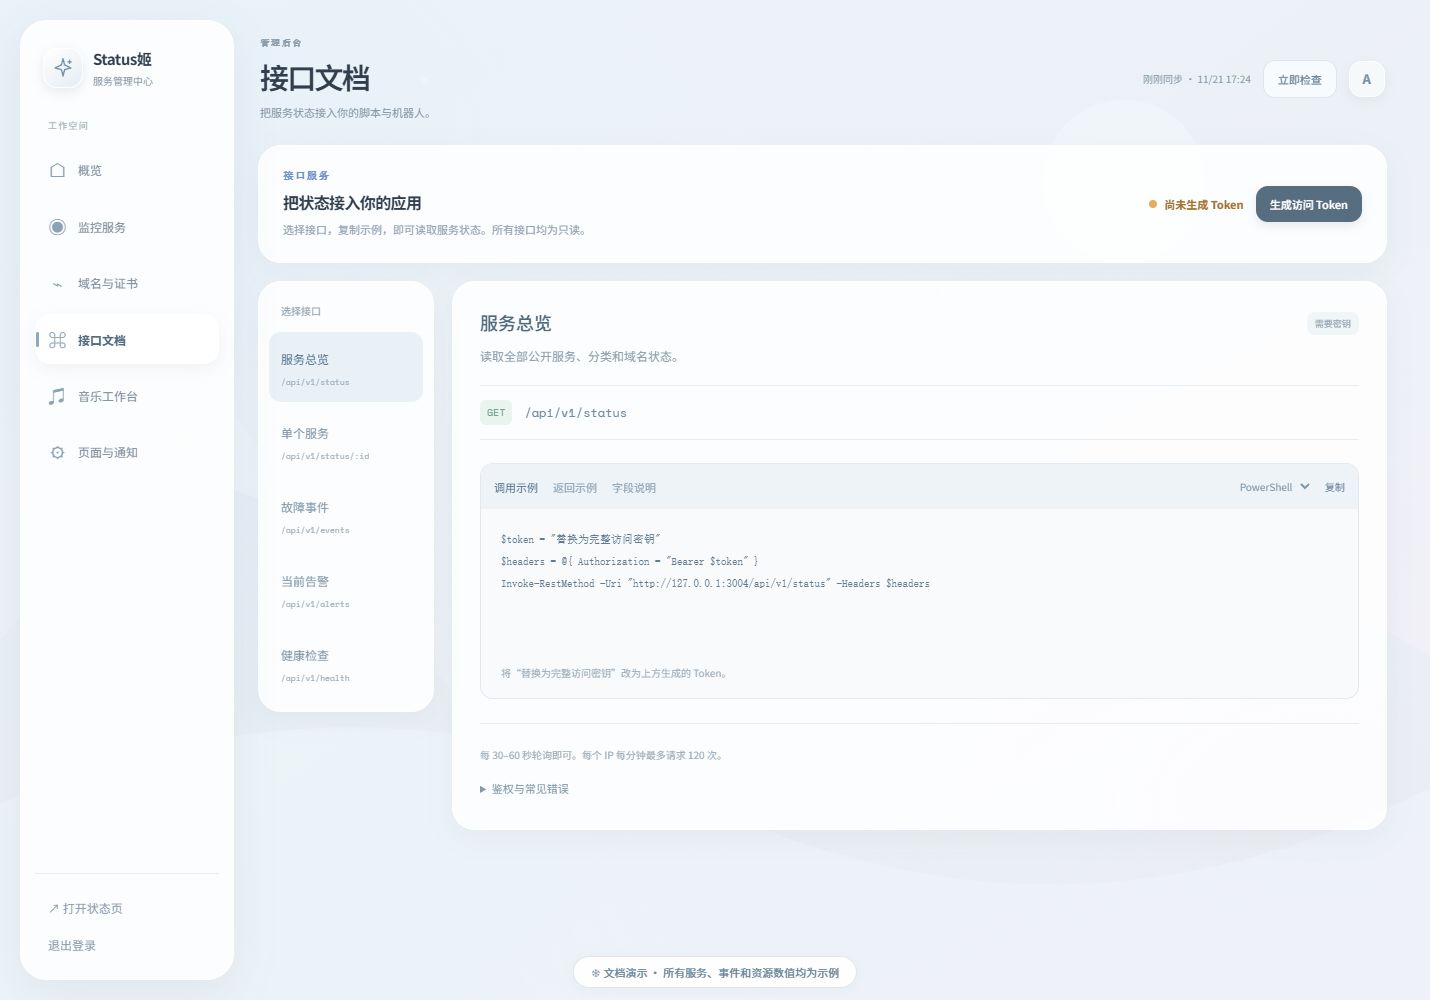 Status姬
服务管理中心
工作空间
概览
监控服务
域名与证书
接口文档
音乐工作台
页面与通知
↗ 打开状态页
退出登录
管理后台
接口文档
把服务状态接入你的脚本与机器人。
刚刚同步 · 11/21 17:24
立即检查
A
接口服务
把状态接入你的应用
选择接口，复制示例，即可读取服务状态。所有接口均为只读。
尚未生成 Token
生成访问 Token
选择接口
服务总览
/api/v1/status
单个服务
/api/v1/status/:id
故障事件
/api/v1/events
当前告警
/api/v1/alerts
健康检查
/api/v1/health
服务总览
需要密钥
读取全部公开服务、分类和域名状态。
GET /api/v1/status
调用示例 返回示例 字段说明 PowerShell 复制
$token = "替换为完整访问密钥"
$headers = @{ Authorization = "Bearer $token" }
Invoke-RestMethod -Uri "http://127.0.0.1:3004/api/v1/status" -Headers $headers
将“替换为完整访问密钥”改为上方生成的 Token。
每 30–60 秒轮询即可。每个 IP 每分钟最多请求 120 次。
▶ 鉴权与常见错误
❄ 文档演示 · 所有服务、事件和资源数值均为示例